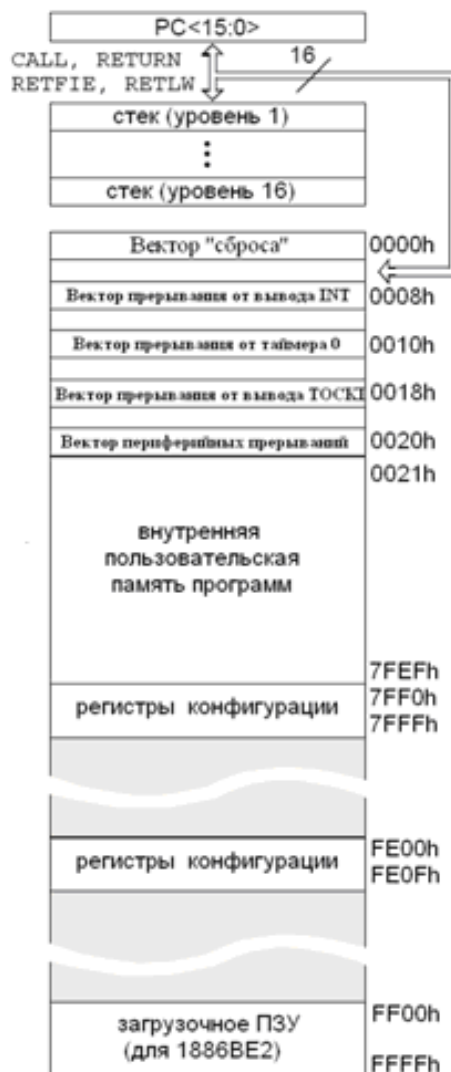 PC<15:0>
CALL, RETURN
RETFIE, RETLW
16
стек (уровень 1)
стек (уровень 16)
Вектор "сброса"
0000h
Вектор прерывания от вывода INT
0008h
Вектор прерывания от таймера 0
0010h
Вектор прерывания от вывода TOCKI
0018h
Вектор периферийных прерываний
0020h
0021h
внутренняя
пользовательская
память программ
7FEFh
регистры конфигурации
7FF0h
7FFFh
регистры конфигурации
FE00h
FE0Fh
загрузочное ПЗУ
(для 1886ВЕ2)
FF00h
FFFFh